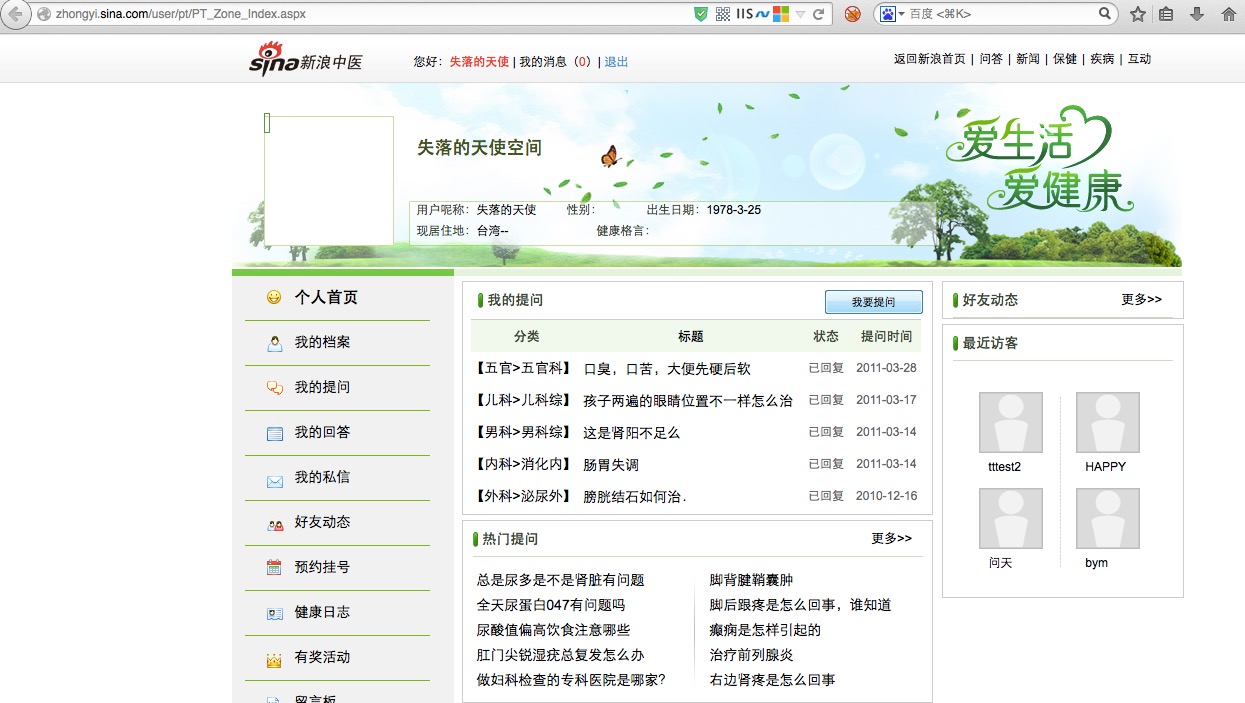 zhongyi.sina.com/user/pt/PT_Zone_Index.aspx IIS 百度 <⌘K>
sina新浪中医 您好：失落的天使 | 我的消息（0）| 退出 返回新浪首页 | 问答 | 新闻 | 保健 | 疾病 | 互动
爱生活
爱健康
失落的天使空间
用户昵称：失落的天使 性别： 出生日期：1978-3-25
现居住地：台湾-- 健康格言：
个人首页
我的档案
我的提问
我的回答
我的私信
好友动态
预约挂号
健康日志
有奖活动
留言板
我的提问 我要提问
分类 标题 状态 提问时间
【五官>五官科】 口臭，口苦，大便先硬后软 已回复 2011-03-28
【儿科>儿科综】 孩子两遍的眼睛位置不一样怎么治 已回复 2011-03-17
【男科>男科综】 这是肾阳不足么 已回复 2011-03-14
【内科>消化内】 肠胃失调 已回复 2011-03-14
【外科>泌尿外】 膀胱结石如何治. 已回复 2010-12-16
热门提问 更多>>
总是尿多是不是肾脏有问题
全天尿蛋白047有问题吗
尿酸值偏高饮食注意哪些
肛门尖锐湿疣总复发怎么办
做妇科检查的专科医院是哪家?
脚背腱鞘囊肿
脚后跟疼是怎么回事，谁知道
癫痫是怎样引起的
治疗前列腺炎
右边肾疼是怎么回事
好友动态 更多>>
最近访客
tttest2 HAPPY
问天 bym